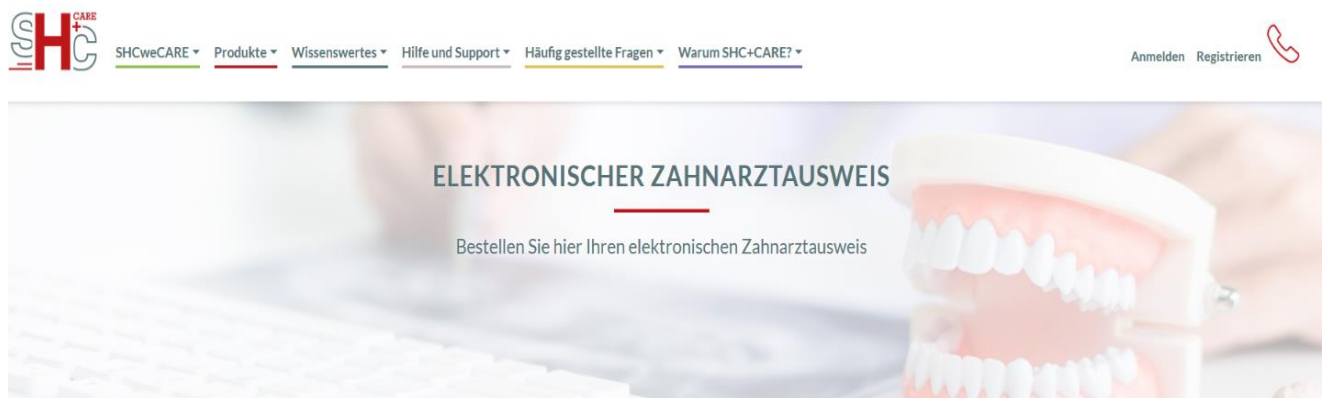 SHC
CARE
+
SHCweCARE Produkte Wissenswertes Hilfe und Support Häufig gestellte Fragen Warum SHC+CARE? Anmelden Registrieren
ELEKTRONISCHER ZAHNARZTAUSWEIS
Bestellen Sie hier Ihren elektronischen Zahnarztausweis